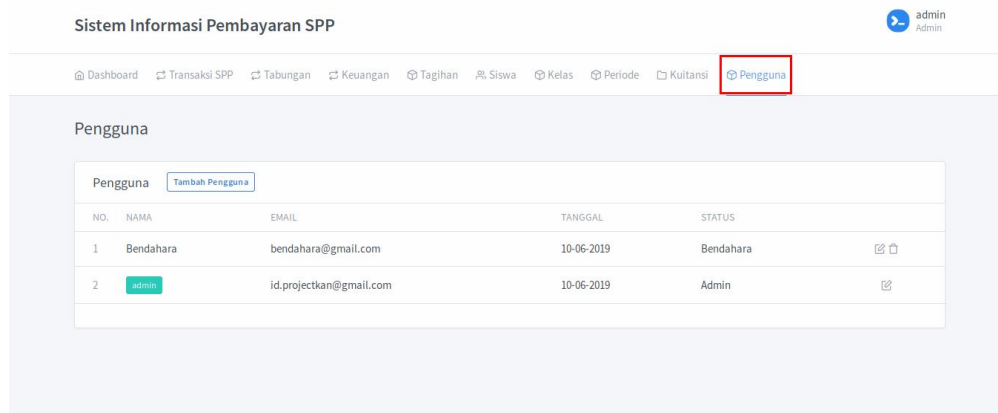 Sistem Informasi Pembayaran SPP
admin
Admin
Dashboard Transaksi SPP Tabungan Keuangan Tagihan Siswa Kelas Periode Kuitansi Pengguna
Pengguna
Pengguna Tambah Pengguna
NO. NAMA EMAIL TANGGAL STATUS
1 Bendahara bendahara@gmail.com 10-06-2019 Bendahara
2 admin id.projectkan@gmail.com 10-06-2019 Admin